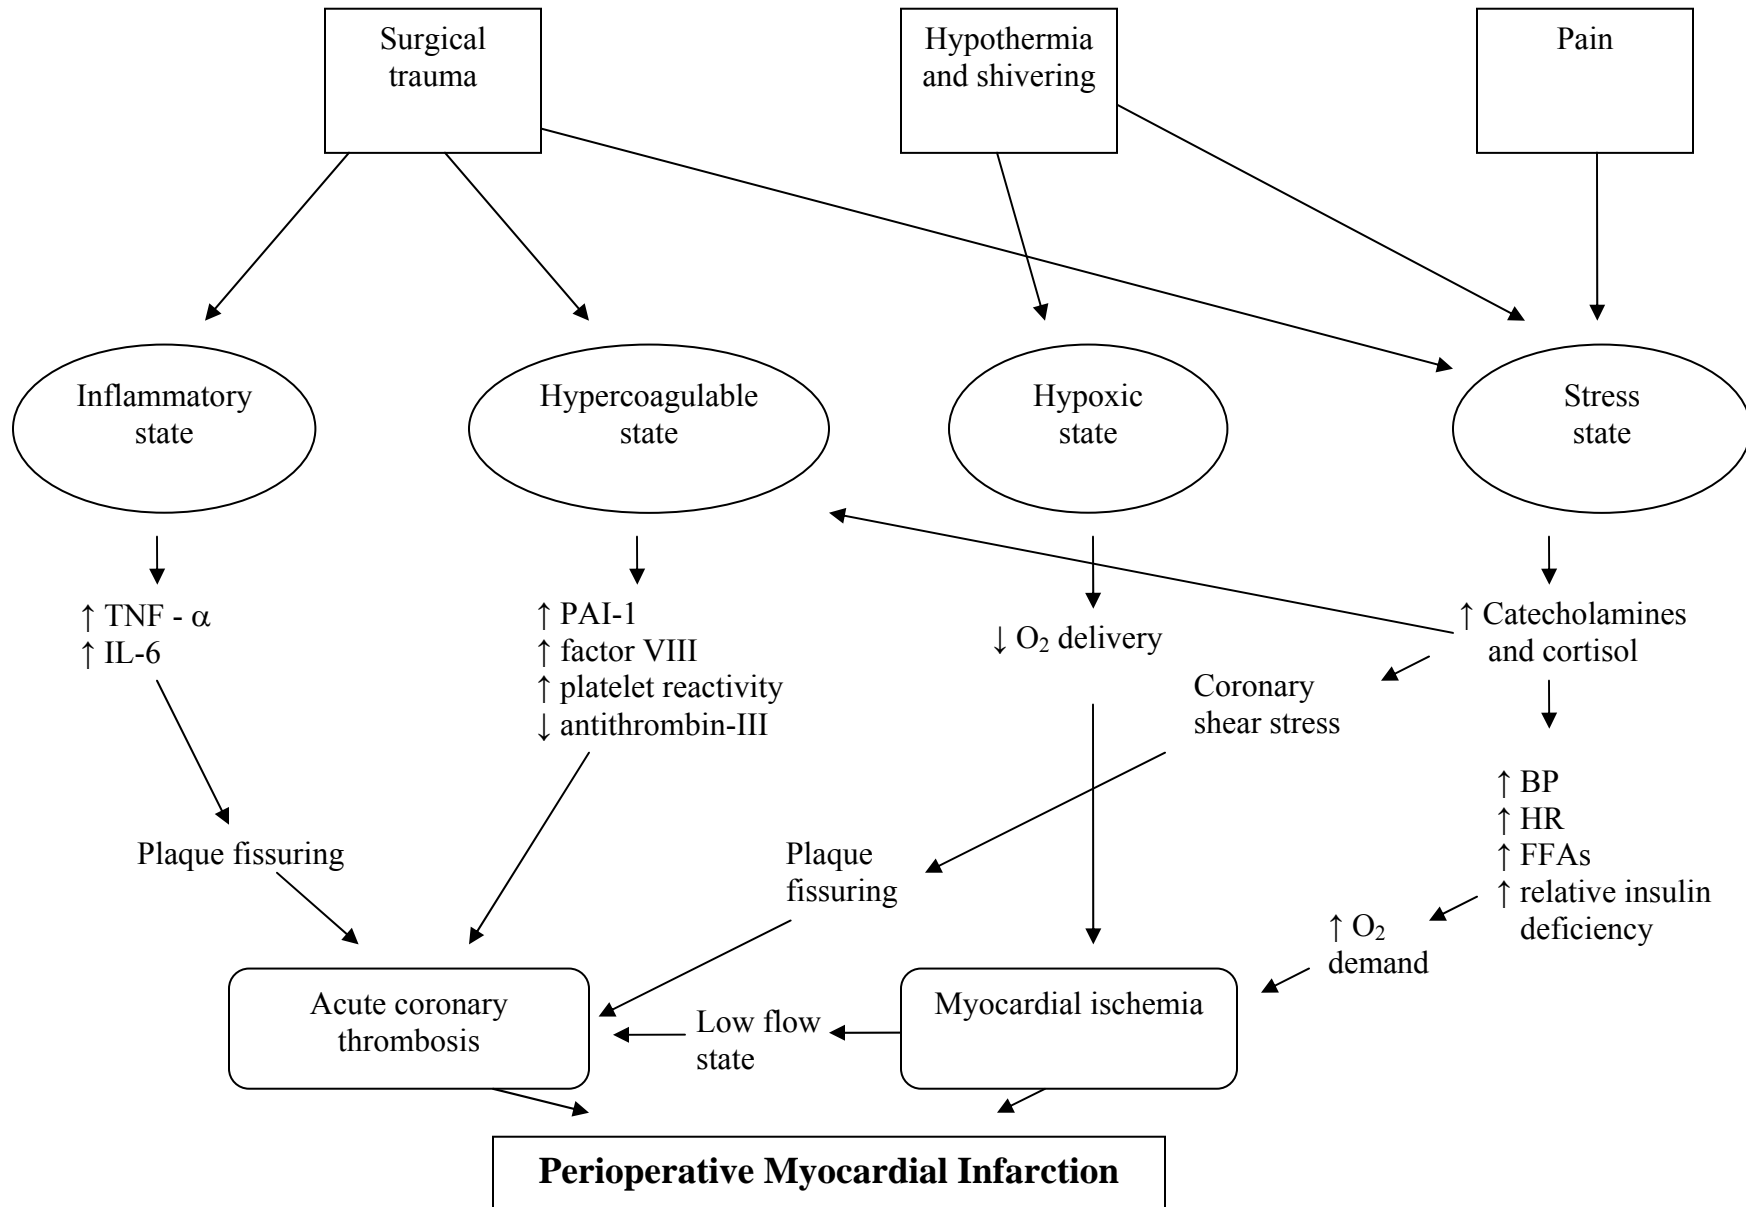 Surgical
trauma
Hypothermia
and shivering
Pain
Inflammatory
state
Hypercoagulable
state
Hypoxic
state
Stress
state
↑ TNF - α
↑ IL-6
↑ PAI-1
↑ factor VIII
↑ platelet reactivity
↓ antithrombin-III
↓ O₂ delivery
↑ Catecholamines
and cortisol
Coronary
shear stress
↑ BP
↑ HR
↑ FFAs
↑ relative insulin
deficiency
Plaque fissuring
Plaque
fissuring
↑ O₂
demand
Acute coronary
thrombosis
Low flow
state
Myocardial ischemia
Perioperative Myocardial Infarction